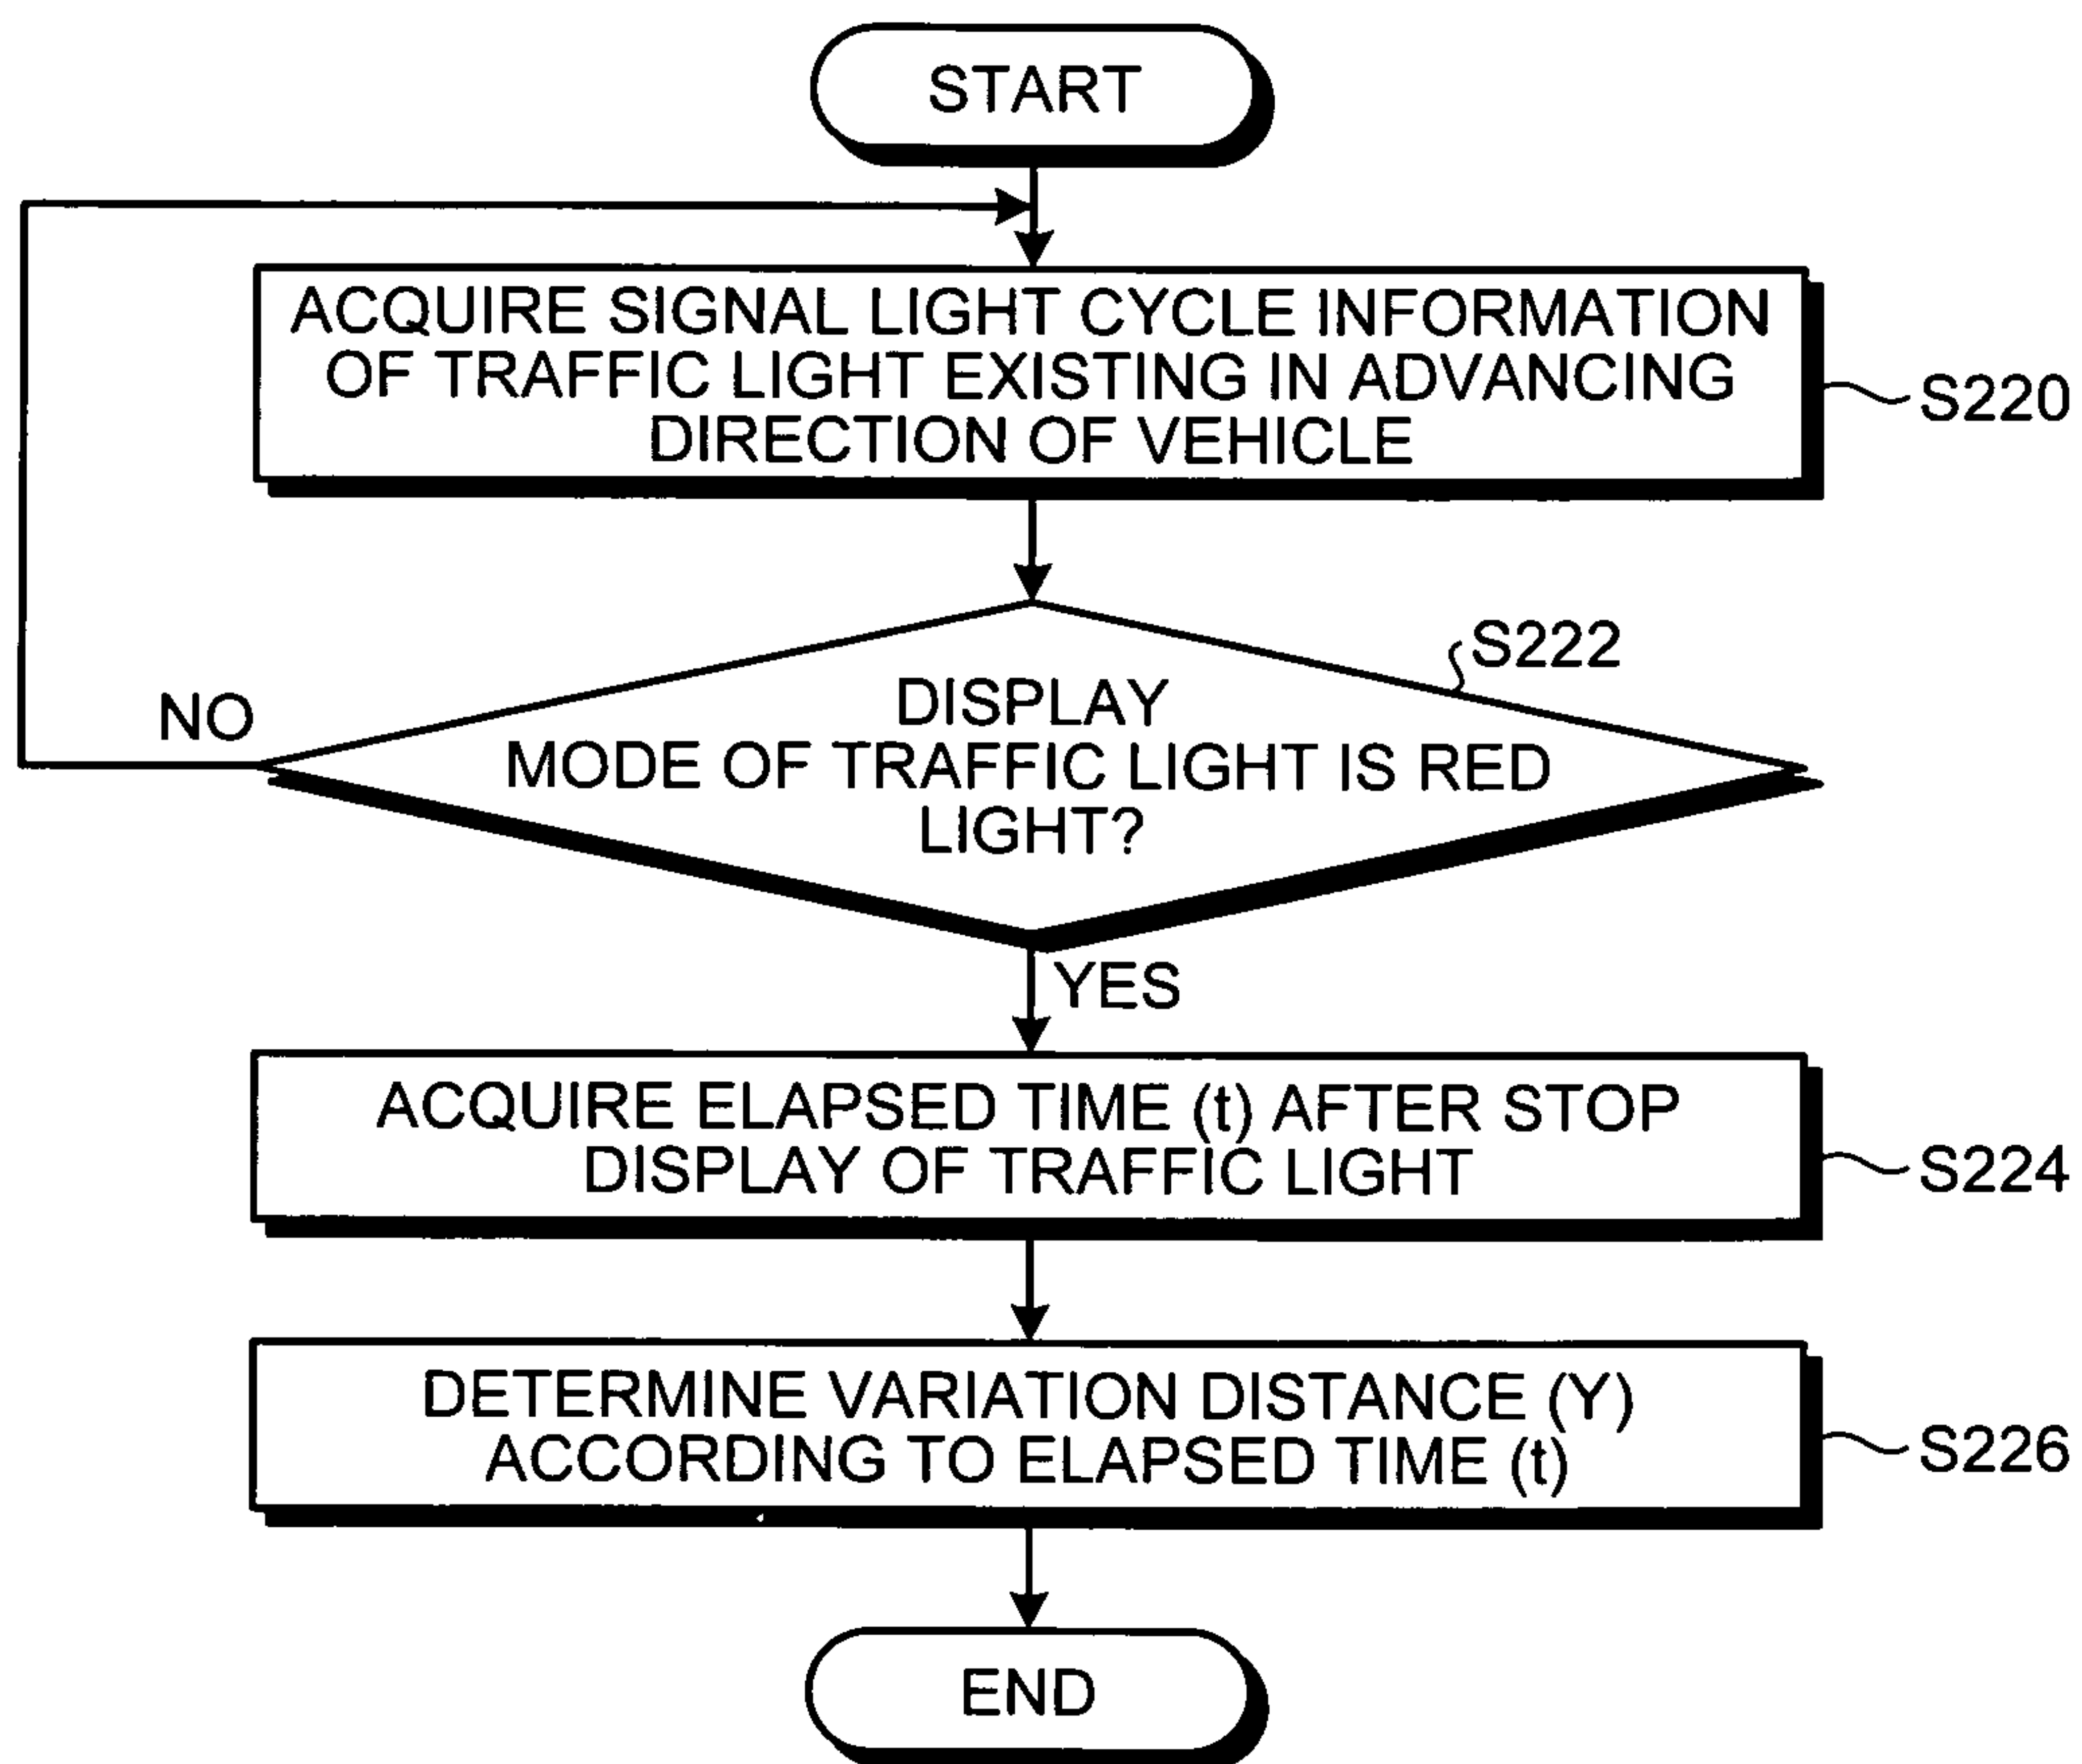 START
ACQUIRE SIGNAL LIGHT CYCLE INFORMATION
OF TRAFFIC LIGHT EXISTING IN ADVANCING
DIRECTION OF VEHICLE
S220
S222
DISPLAY
MODE OF TRAFFIC LIGHT IS RED
LIGHT?
NO
YES
ACQUIRE ELAPSED TIME (t) AFTER STOP
DISPLAY OF TRAFFIC LIGHT
S224
DETERMINE VARIATION DISTANCE (Y)
ACCORDING TO ELAPSED TIME (t)
S226
END